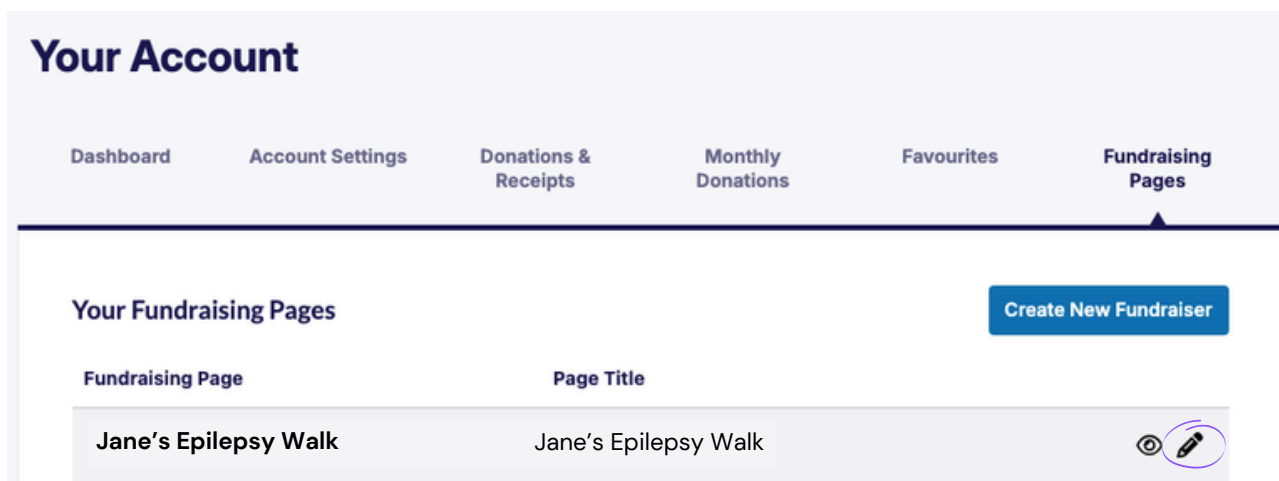 Your Account
Dashboard Account Settings Donations & Monthly Favourites Fundraising
Receipts Donations Pages
Your Fundraising Pages Create New Fundraiser
Fundraising Page Page Title
Jane's Epilepsy Walk Jane's Epilepsy Walk